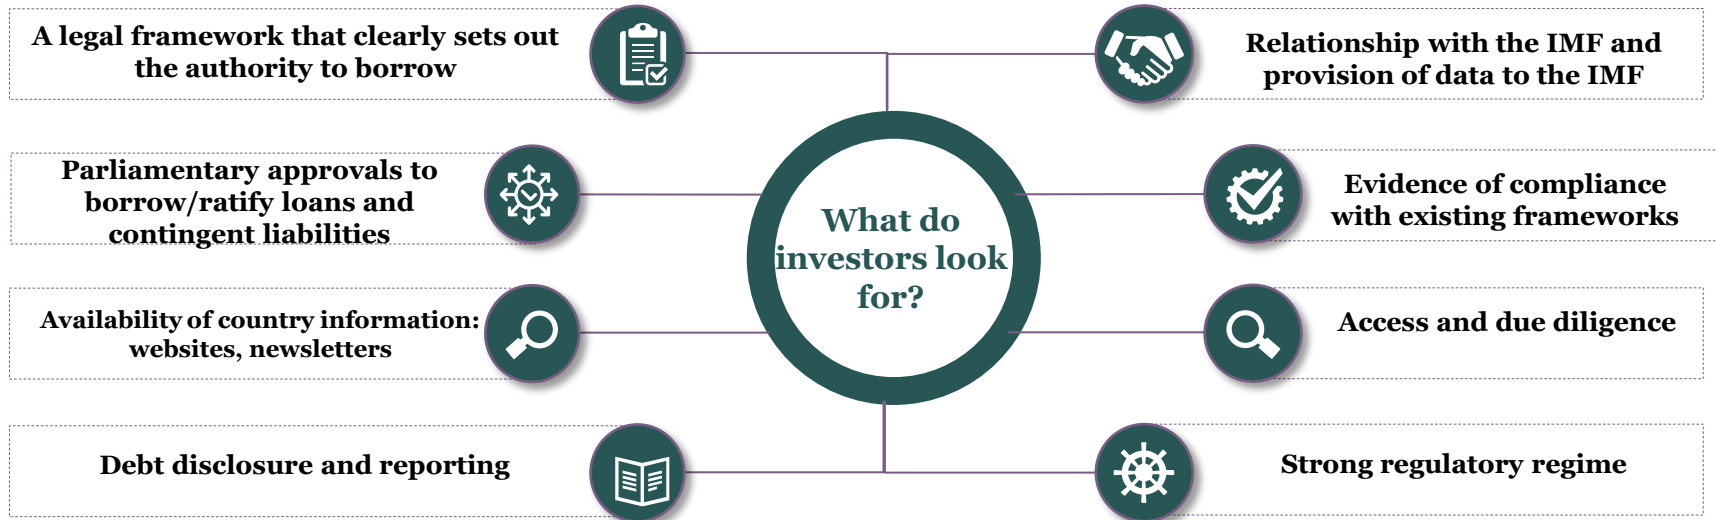 A legal framework that clearly sets out
the authority to borrow
Relationship with the IMF and
provision of data to the IMF
Parliamentary approvals to
borrow/ratify loans and
contingent liabilities
Evidence of compliance
with existing frameworks
What do
investors look
for?
Availability of country information:
websites, newsletters
Access and due diligence
Debt disclosure and reporting
Strong regulatory regime